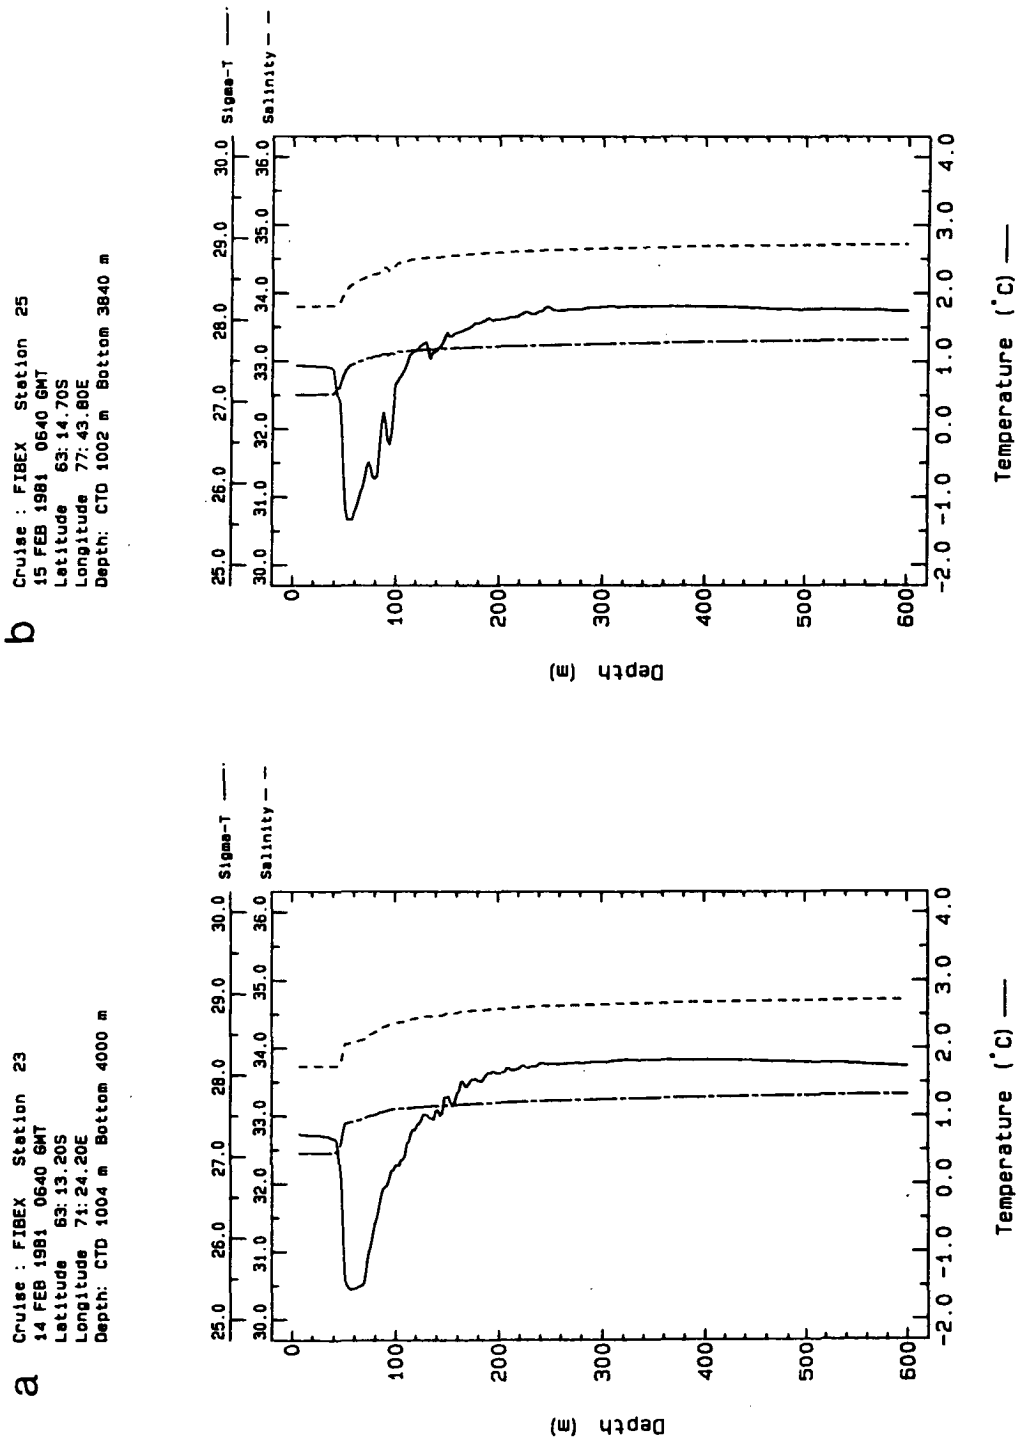 a
Cruise : FIBEX Station 23
14 FEB 1981 0640 GMT
Latitude 63:13.20S
Longitude 71:24.20E
Depth: CTD 1004 m Bottom 4000 m
Sigma-T
25.0 26.0 27.0 28.0 29.0 30.0
Salinity
30.0 31.0 32.0 33.0 34.0 35.0 36.0
Depth (m)
0
100
200
300
400
500
600
-2.0 -1.0 0.0 1.0 2.0 3.0 4.0
Temperature (°C)
b
Cruise : FIBEX Station 25
15 FEB 1981 0640 GMT
Latitude 63:14.70S
Longitude 77:43.80E
Depth: CTD 1002 m Bottom 3840 m
Sigma-T
25.0 26.0 27.0 28.0 29.0 30.0
Salinity
30.0 31.0 32.0 33.0 34.0 35.0 36.0
Depth (m)
0
100
200
300
400
500
600
-2.0 -1.0 0.0 1.0 2.0 3.0 4.0
Temperature (°C)